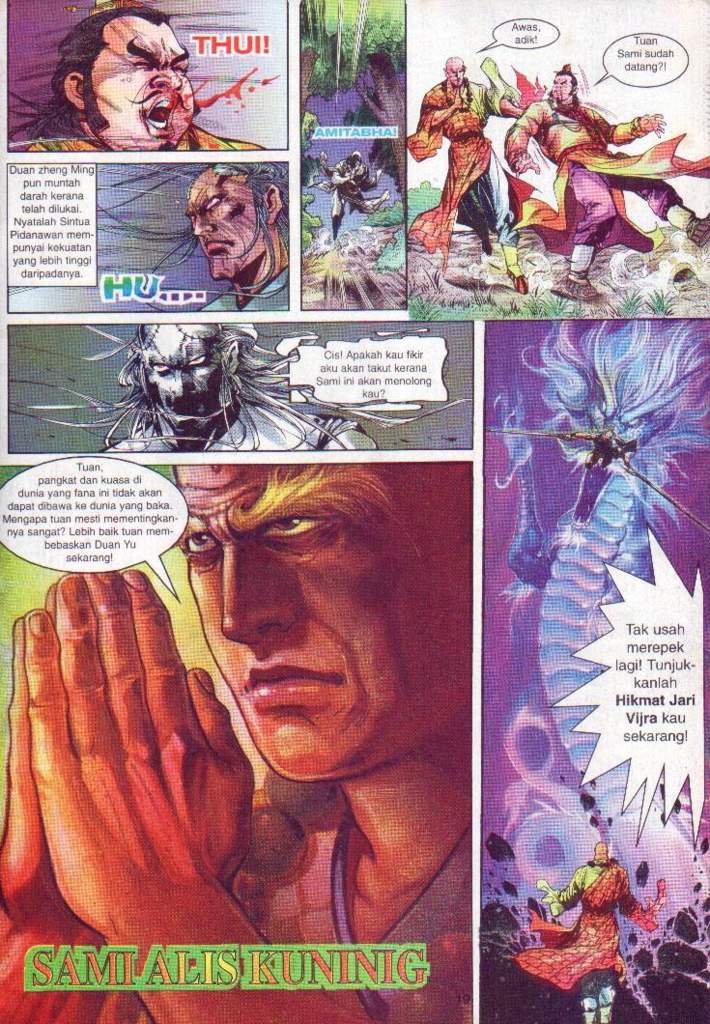 THUI!
Duan zheng Ming
pun muntah
darah kerana
telah dilukai.
Nyatalah Sintua
Pidanawan mem-
punyai kekuatan
yang lebih tinggi
daripadanya.
HU....
AMITABHA!
Awas,
adik!
Tuan
Sami sudah
datang?!
Cis! Apakah kau fikir
aku akan takut kerana
Sami ini akan menolong
kau?
Tuan,
pangkat dan kuasa di
dunia yang fana ini tidak akan
dapat dibawa ke dunia yang baka.
Mengapa tuan mesti mementingkan-
nya sangat? Lebih baik tuan mem-
bebaskan Duan Yu
sekarang!
SAMI ALIS KUNINIG
Tak usah
merepek
lagi! Tunjuk-
kanlah
Hikmat Jari
Vijra kau
sekarang!